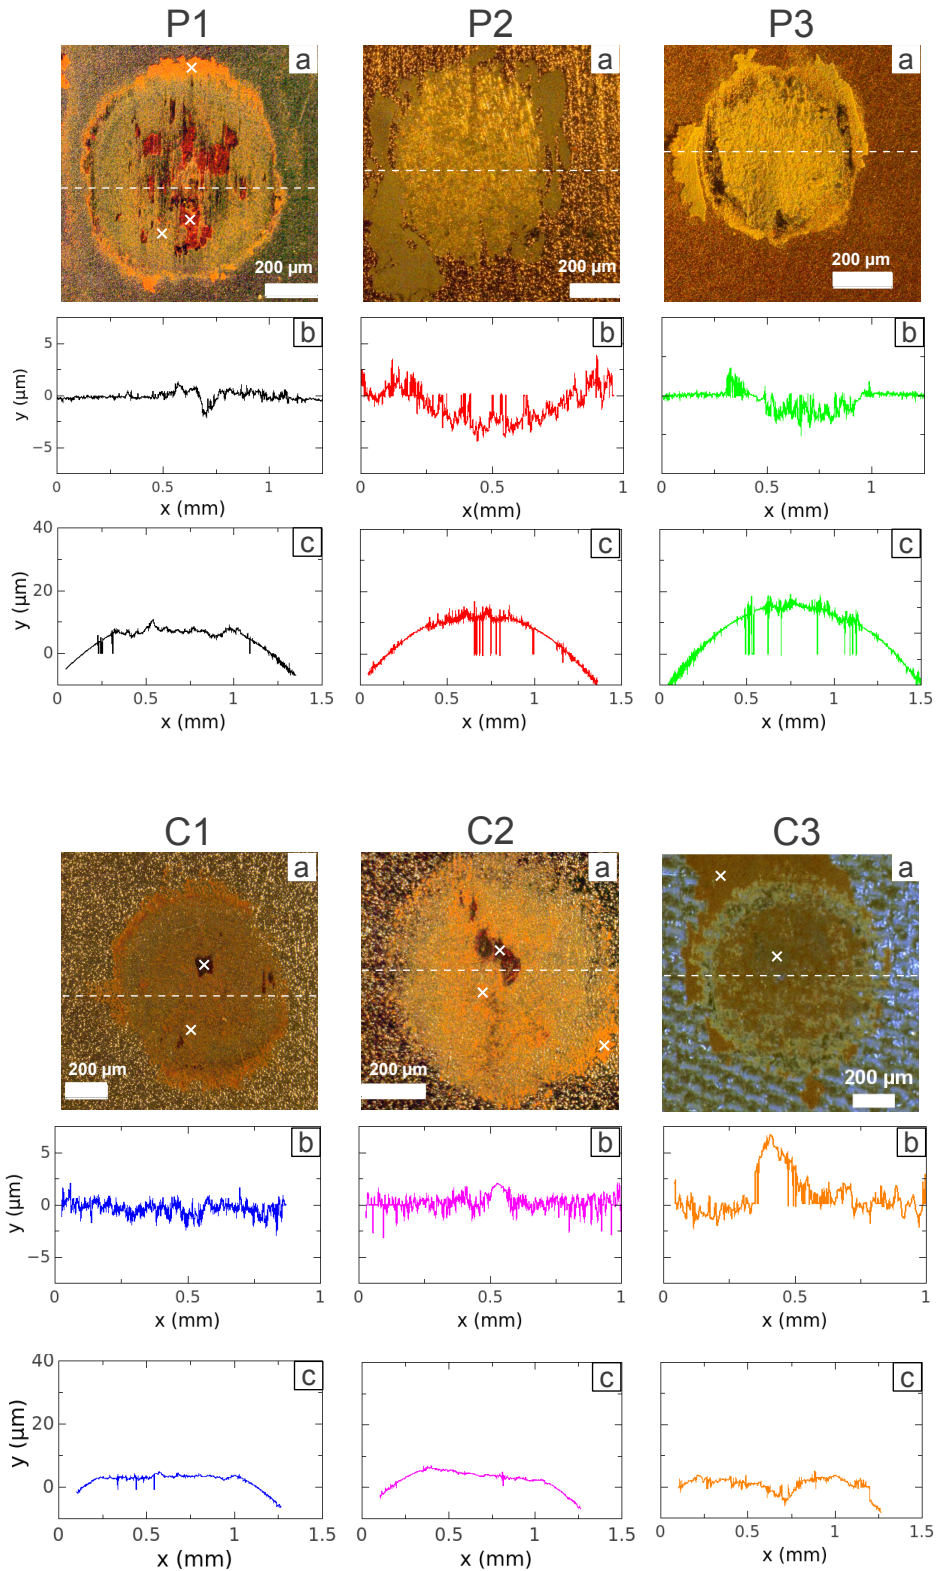 P1 P2 P3
a a a
200 µm 200 µm 200 µm
b b b
5
0
−5
y (µm)
0 0.5 1 0 0.5 1 0 0.5 1
x (mm) x(mm) x (mm)
c c c
40
20
0
y (µm)
0 0.5 1 1.5 0 0.5 1 1.5 0 0.5 1 1.5
x (mm) x (mm) x (mm)
C1 C2 C3
a a a
200 µm 200 µm 200 µm
b b b
5
0
−5
y (µm)
0 0.5 1 0 0.5 1 0 0.5 1
x (mm) x (mm) x (mm)
c c c
40
20
0
y (µm)
0 0.5 1 1.5 0 0.5 1 1.5 0 0.5 1 1.5
x (mm) x (mm) x (mm)